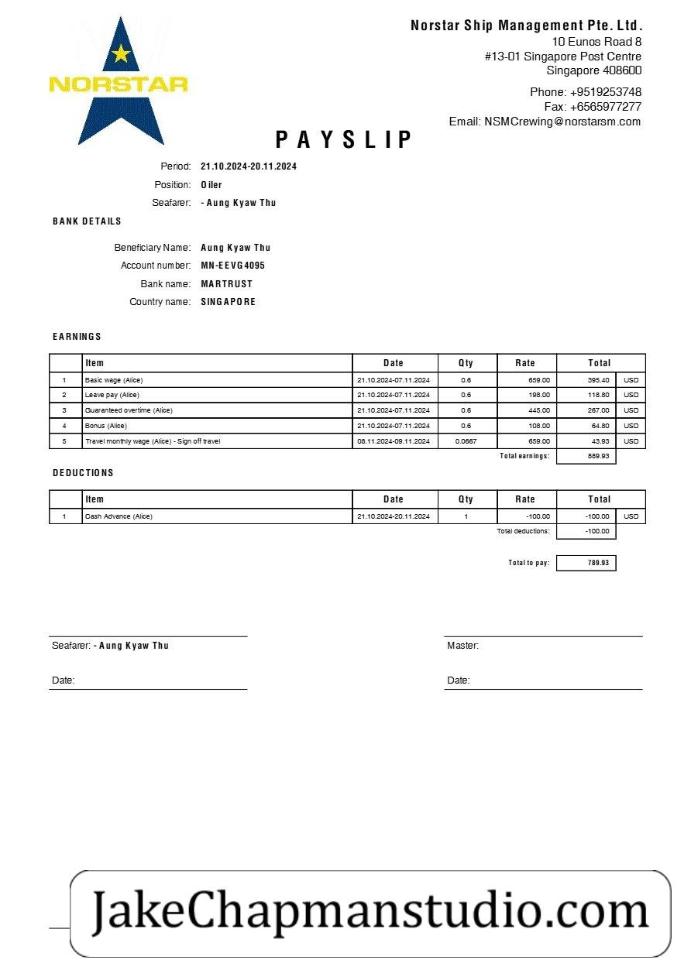 NORSTAR
Norstar Ship Management Pte. Ltd.
10 Eunos Road 8
#13-01 Singapore Post Centre
Singapore 408600
Phone: +9519253748
Fax: +6565977277
Email: NSMCrewing@norstarsm.com
PAYSLIP
Period: 21.10.2024-20.11.2024
Position: Oiler
Seafarer: - Aung Kyaw Thu
BANK DETAILS
Beneficiary Name: Aung Kyaw Thu
Account number: MN-EEVG4095
Bank name: MARTRUST
Country name: SINGAPORE
EARNINGS
Item Date Qty Rate Total
1 Basic wage (Alice) 21.10.2024-07.11.2024 0.6 659.00 395.40 USD
2 Leave pay (Alice) 21.10.2024-07.11.2024 0.6 198.00 118.80 USD
3 Guaranteed overtime (Alice) 21.10.2024-07.11.2024 0.6 445.00 267.00 USD
4 Bonus (Alice) 21.10.2024-07.11.2024 0.6 108.00 64.80 USD
5 Travel monthly wage (Alice) - Sign off travel 08.11.2024-09.11.2024 0.0667 659.00 43.93 USD
Total earnings: 889.93
DEDUCTIONS
Item Date Qty Rate Total
1 Cash Advance (Alice) 21.10.2024-20.11.2024 1 -100.00 -100.00 USD
Total deductions: -100.00
Total to pay: 789.93
Seafarer: - Aung Kyaw Thu Master:
Date: Date:
JakeChapmanstudio.com